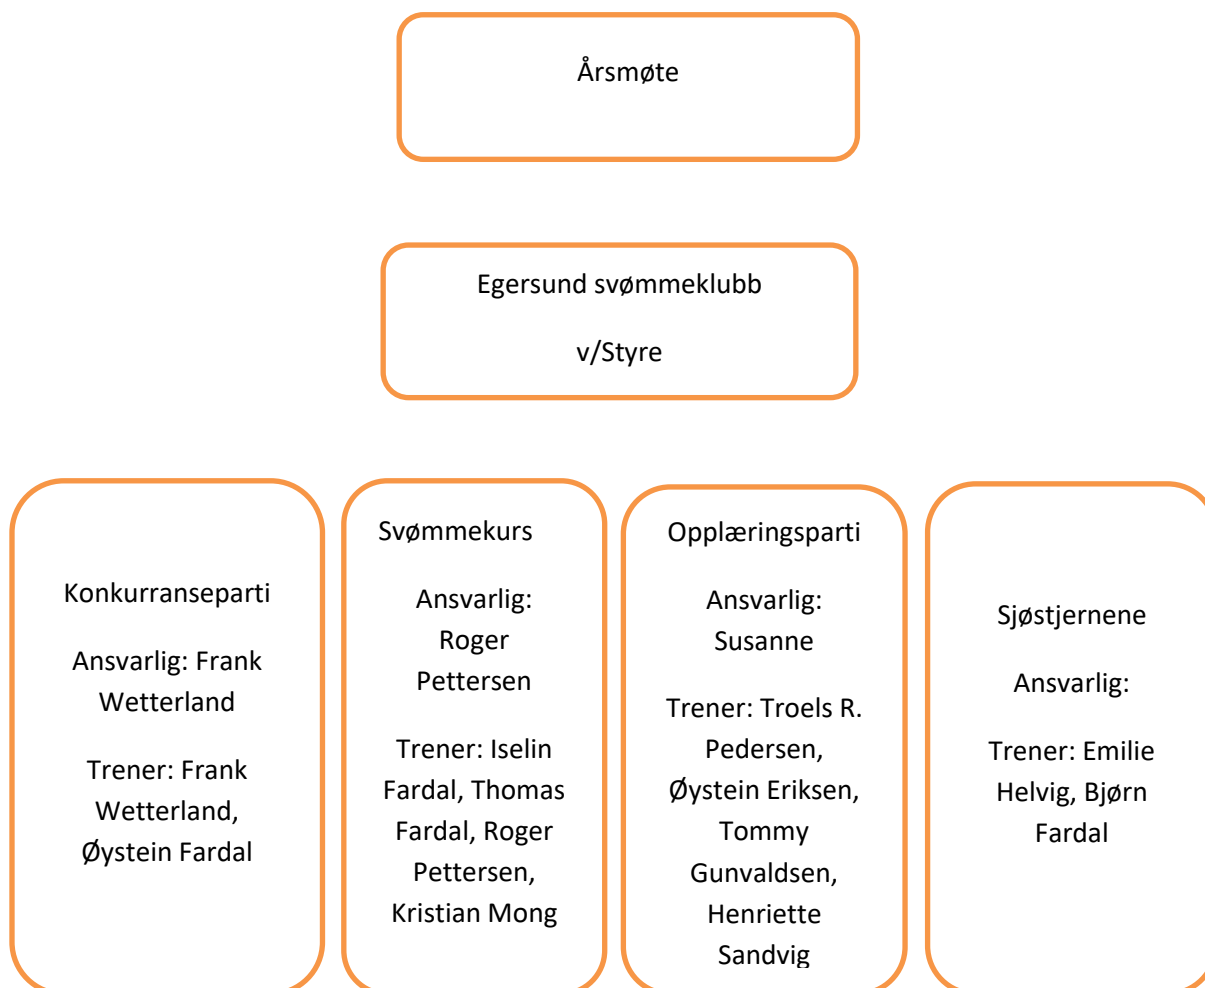 Årsmøte
Egersund svømmeklubb
v/Styre
Konkurranseparti
Ansvarlig: Frank
Wetterland
Trener: Frank
Wetterland,
Øystein Fardal
Svømmekurs
Ansvarlig:
Roger
Pettersen
Trener: Iselin
Fardal, Thomas
Fardal, Roger
Pettersen,
Kristian Mong
Opplæringsparti
Ansvarlig:
Susanne
Trener: Troels R.
Pedersen,
Øystein Eriksen,
Tommy
Gunvaldsen,
Henriette
Sandvig
Sjøstjernene
Ansvarlig:
Trener: Emilie
Helvig, Bjørn
Fardal